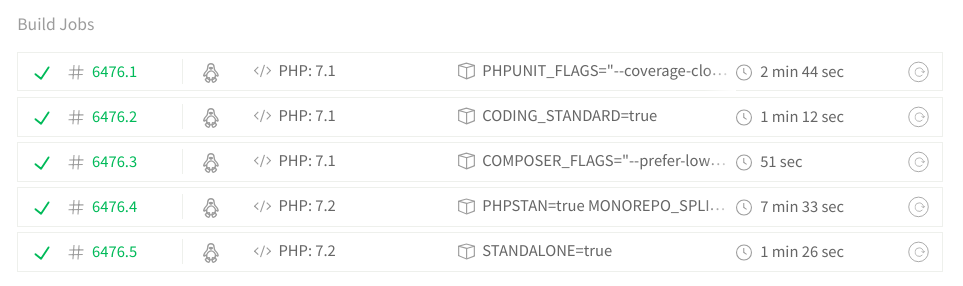 Build Jobs
# 6476.1 </> PHP: 7.1 PHPUNIT_FLAGS="--coverage-clo... 2 min 44 sec
# 6476.2 </> PHP: 7.1 CODING_STANDARD=true 1 min 12 sec
# 6476.3 </> PHP: 7.1 COMPOSER_FLAGS="--prefer-low... 51 sec
# 6476.4 </> PHP: 7.2 PHPSTAN=true MONOREPO_SPLI... 7 min 33 sec
# 6476.5 </> PHP: 7.2 STANDALONE=true 1 min 26 sec